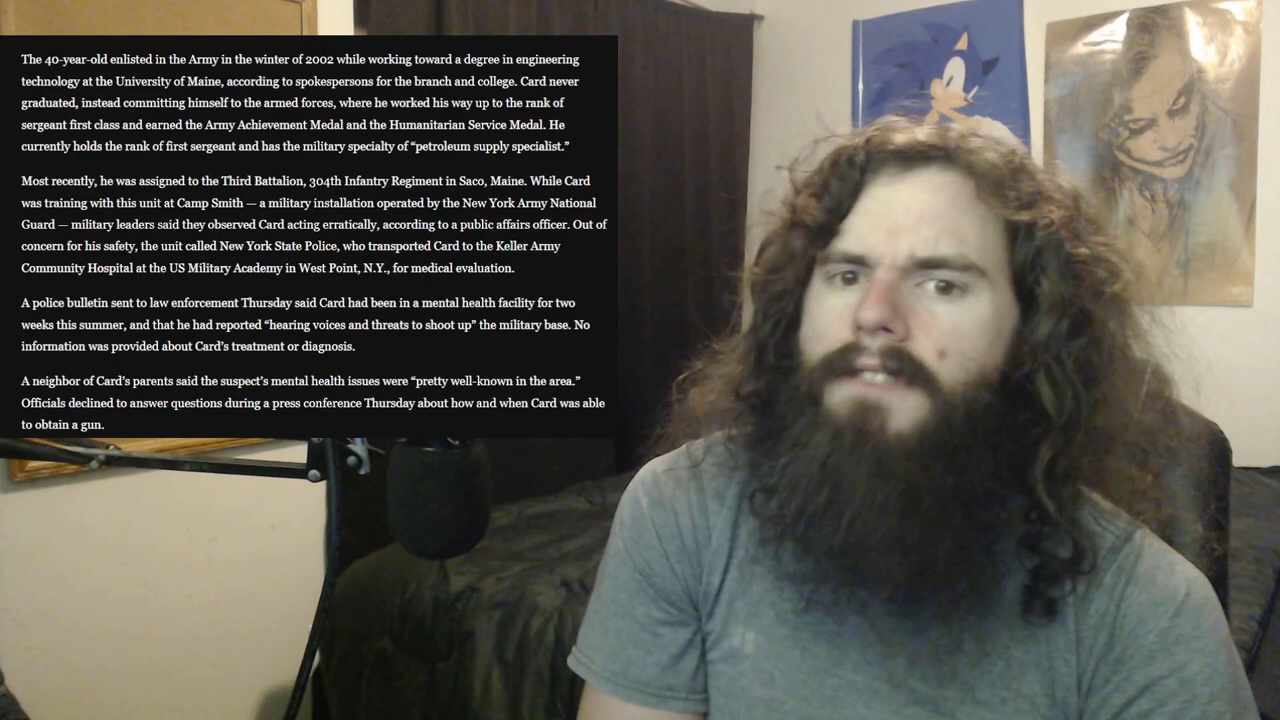 The 40-year-old enlisted in the Army in the winter of 2002 while working toward a degree in engineering
technology at the University of Maine, according to spokespersons for the branch and college. Card never
graduated, instead committing himself to the armed forces, where he worked his way up to the rank of
sergeant first class and earned the Army Achievement Medal and the Humanitarian Service Medal. He
currently holds the rank of first sergeant and has the military specialty of “petroleum supply specialist.”
Most recently, he was assigned to the Third Battalion, 304th Infantry Regiment in Saco, Maine. While Card
was training with this unit at Camp Smith — a military installation operated by the New York Army National
Guard — military leaders said they observed Card acting erratically, according to a public affairs officer. Out of
concern for his safety, the unit called New York State Police, who transported Card to the Keller Army
Community Hospital at the US Military Academy in West Point, N.Y., for medical evaluation.
A police bulletin sent to law enforcement Thursday said Card had been in a mental health facility for two
weeks this summer, and that he had reported “hearing voices and threats to shoot up” the military base. No
information was provided about Card’s treatment or diagnosis.
A neighbor of Card’s parents said the suspect’s mental health issues were “pretty well-known in the area.”
Officials declined to answer questions during a press conference Thursday about how and when Card was able
to obtain a gun.